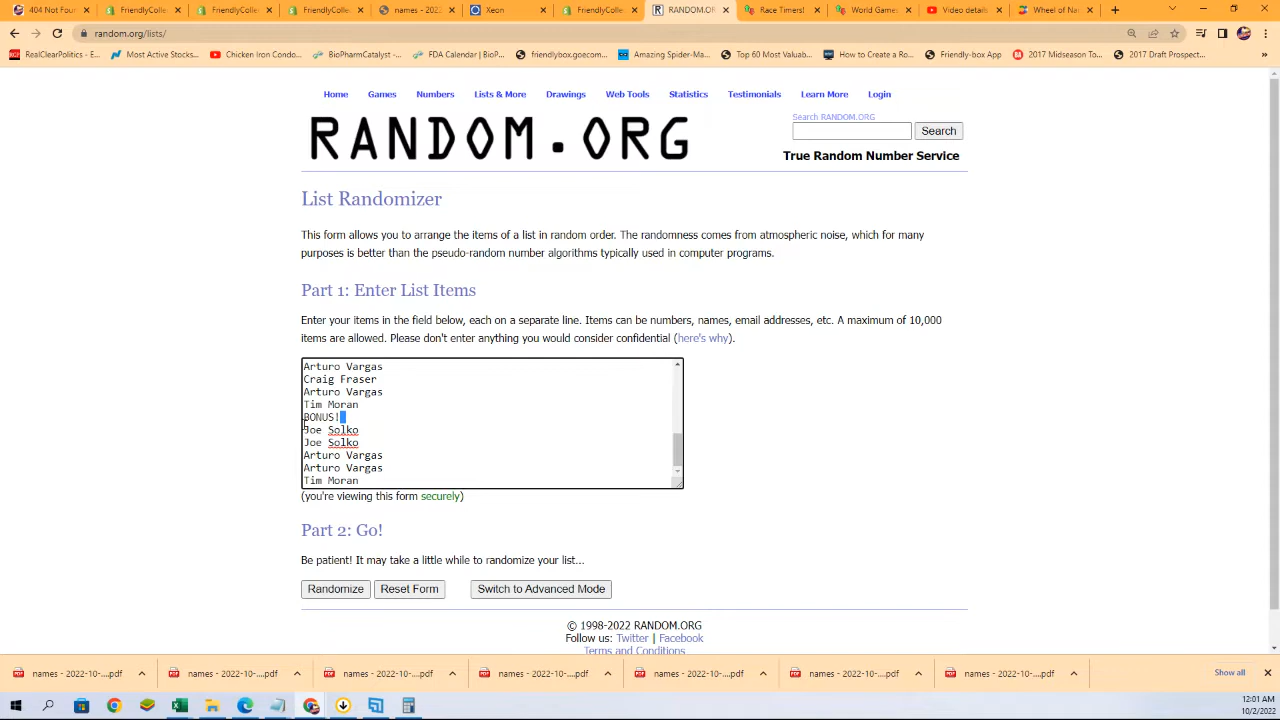 404 Not Foun...
FriendlyColle
FriendlyColle
names - 2022
Xeon
FriendlyColle
RANDOM.OR
Race Timers!
World Games
Video details
Wheel of Na
random.org/lists/
RealClearPolitics - E...
Most Active Stocks...
Chicken Iron Condo...
BioPharmCatalyst -...
FDA Calendar | BioP...
friendlybox.goecom...
Amazing Spider-Ma...
Top 60 Most Valuab...
How to Create a Ro...
Friendly-box App
2017 Midseason To...
2017 Draft Prospect...
Home Games Numbers Lists & More Drawings Web Tools Statistics Testimonials Learn More Login
Search RANDOM.ORG
RANDOM.ORG
Search
True Random Number Service
List Randomizer
This form allows you to arrange the items of a list in random order. The randomness comes from atmospheric noise, which for many
purposes is better than the pseudo-random number algorithms typically used in computer programs.
Part 1: Enter List Items
Enter your items in the field below, each on a separate line. Items can be numbers, names, email addresses, etc. A maximum of 10,000
items are allowed. Please don't enter anything you would consider confidential (here's why).
Arturo Vargas
Craig Fraser
Arturo Vargas
Tim Moran
BONUS!
Joe Solko
Joe Solko
Arturo Vargas
Arturo Vargas
Tim Moran
(you're viewing this form securely)
Part 2: Go!
Be patient! It may take a little while to randomize your list...
Randomize Reset Form Switch to Advanced Mode
© 1998-2022 RANDOM.ORG
Follow us: Twitter | Facebook
Terms and Conditions
names - 2022-10-....pdf
names - 2022-10-....pdf
names - 2022-10-....pdf
names - 2022-10-....pdf
names - 2022-10-....pdf
names - 2022-10-....pdf
names - 2022-10-....pdf
Show all
12:01 AM
10/2/2022